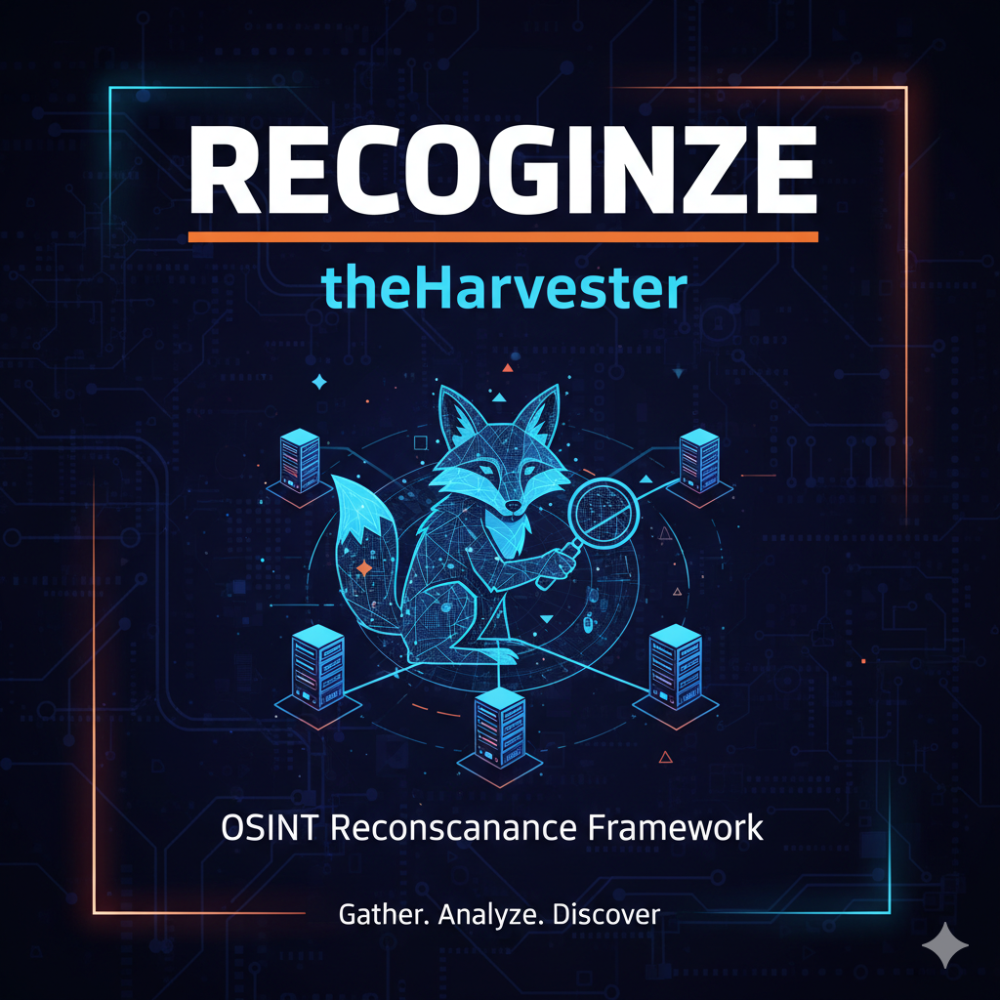 RECOGINZE
theHarvester
OSINT Reconscanance Framework
Gather. Analyze. Discover